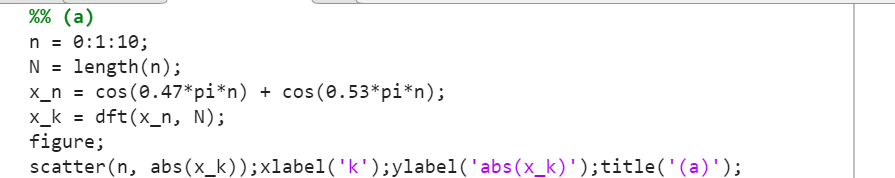 %% (a)
n = 0:1:10;
N = length(n);
x_n = cos(0.47*pi*n) + cos(0.53*pi*n);
x_k = dft(x_n, N);
figure;
scatter(n, abs(x_k));xlabel('k');ylabel('abs(x_k)');title('(a)');